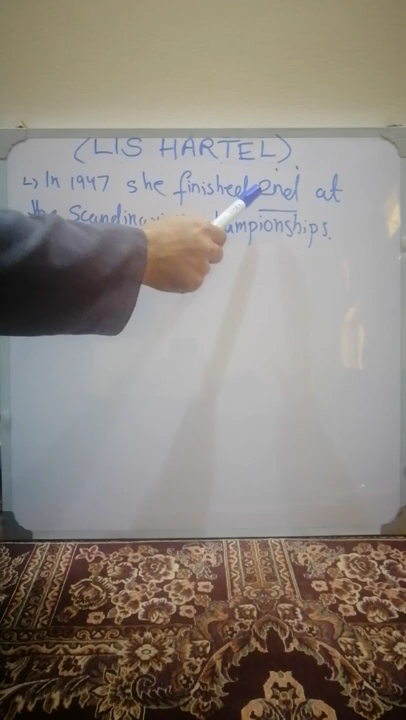 (LIS HARTEL)
↳ In 1947 she finished 2nd at
the Scandinavian championships.